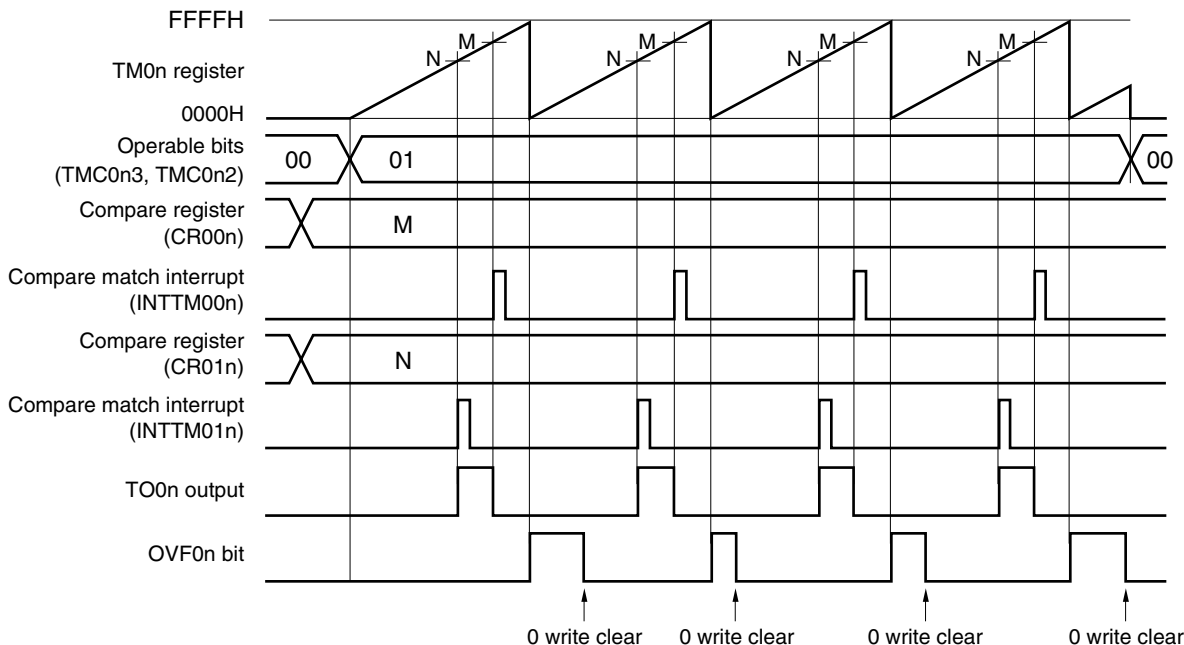 FFFFH
TM0n register
0000H
N M N M N M N M
Operable bits
(TMC0n3, TMC0n2)
00 01 00
Compare register
(CR00n)
M
Compare match interrupt
(INTTM00n)
Compare register
(CR01n)
N
Compare match interrupt
(INTTM01n)
TO0n output
OVF0n bit
0 write clear 0 write clear 0 write clear 0 write clear